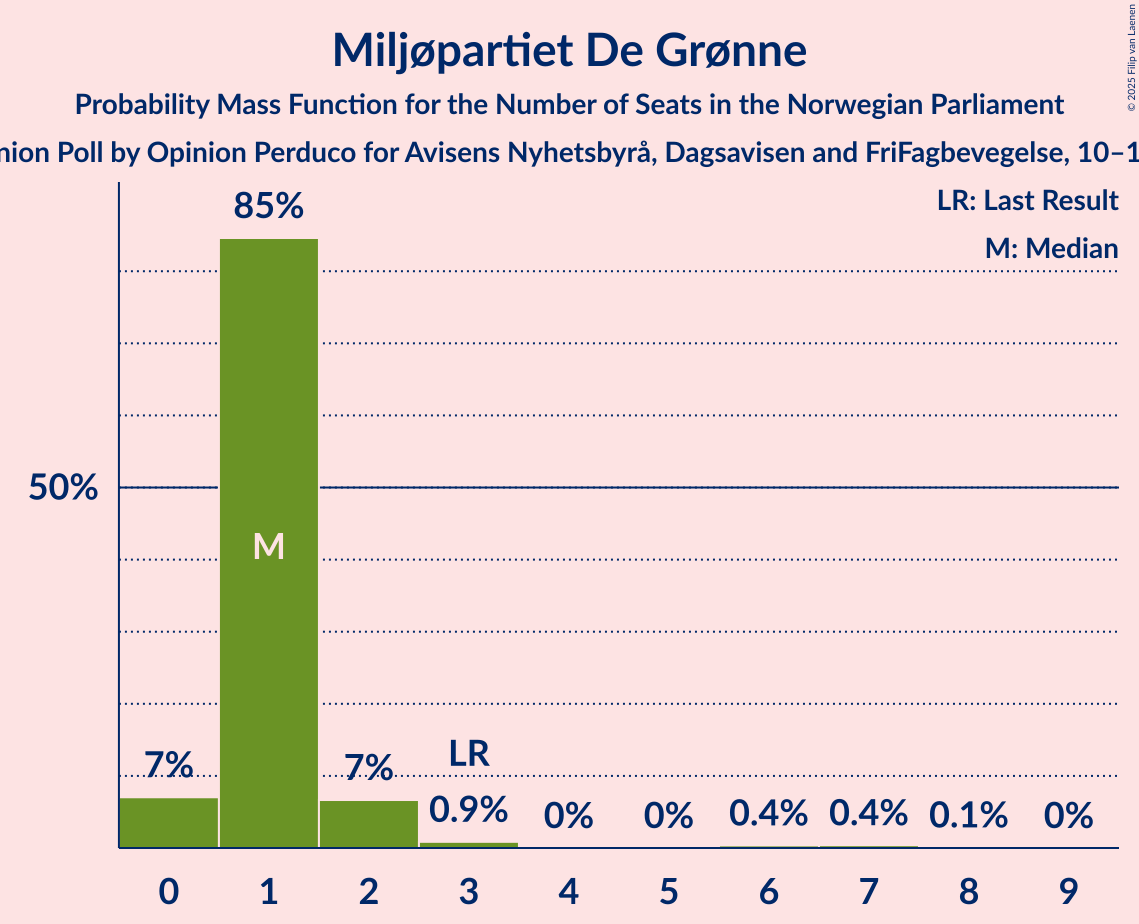 Miljøpartiet De Grønne
Probability Mass Function for the Number of Seats in the Norwegian Parliament
Opinion Poll by Opinion Perduco for Avisens Nyhetsbyrå, Dagsavisen and FriFagbevegelse, 10–1
© 2025 Filip van Laenen
LR: Last Result
M: Median
85%
50%
M
7%
7%
LR
0.9%
0%
0%
0.4%
0.4%
0.1%
0%
0 1 2 3 4 5 6 7 8 9